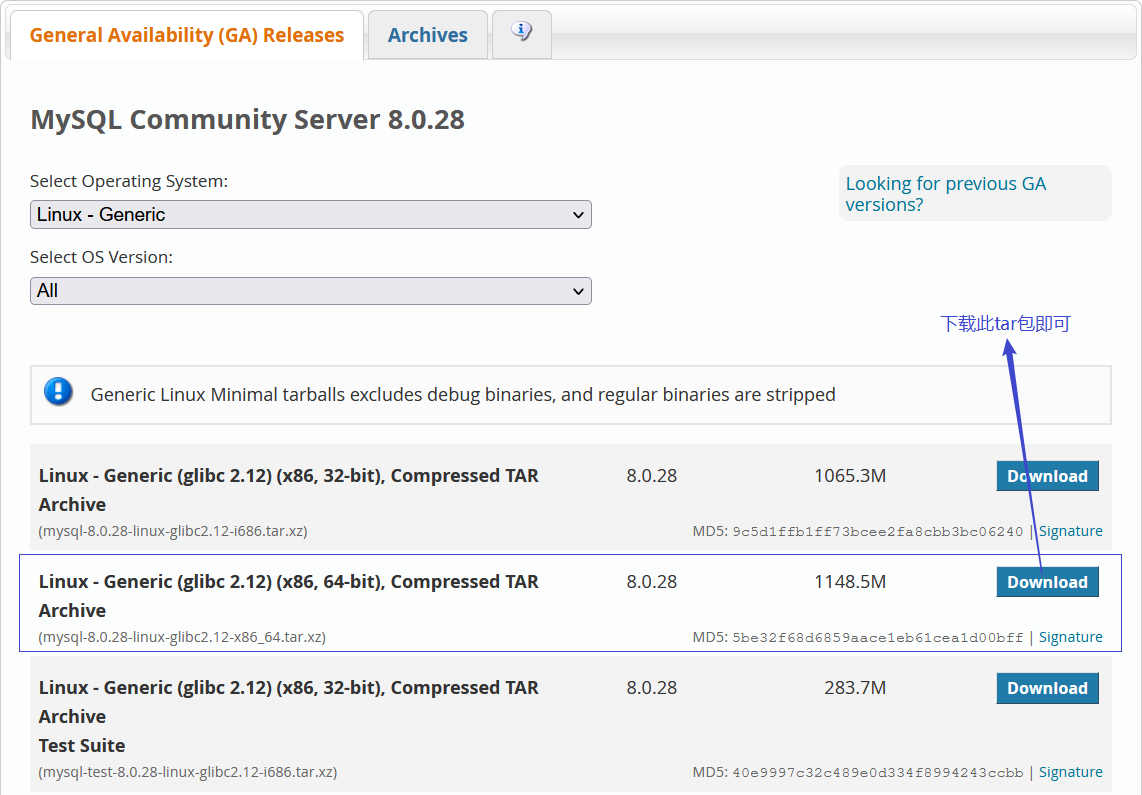 General Availability (GA) Releases
Archives
MySQL Community Server 8.0.28
Select Operating System:
Looking for previous GA
versions?
Linux - Generic
Select OS Version:
All
下载此tar包即可
Generic Linux Minimal tarballs excludes debug binaries, and regular binaries are stripped
Linux - Generic (glibc 2.12) (x86, 32-bit), Compressed TAR 8.0.28 1065.3M Download
Archive
(mysql-8.0.28-linux-glibc2.12-i686.tar.xz) MD5: 9c5d1ffb1ff73bcee2fa8cbb3bc06240 | Signature
Linux - Generic (glibc 2.12) (x86, 64-bit), Compressed TAR 8.0.28 1148.5M Download
Archive
(mysql-8.0.28-linux-glibc2.12-x86_64.tar.xz) MD5: 5be32f68d6859aace1eb61cea1d00bff | Signature
Linux - Generic (glibc 2.12) (x86, 32-bit), Compressed TAR 8.0.28 283.7M Download
Archive
Test Suite
(mysql-test-8.0.28-linux-glibc2.12-i686.tar.xz) MD5: 40e9997c32c489e0d334f8994243ccbb | Signature